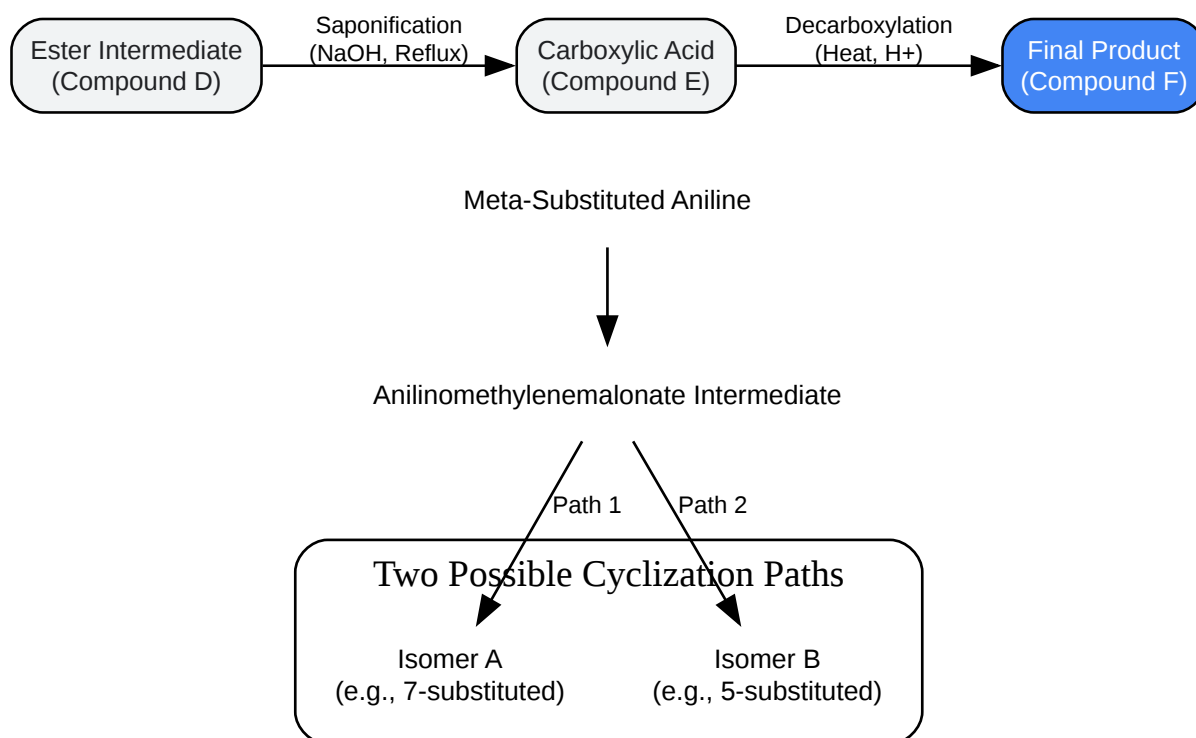 Ester Intermediate
(Compound D)
Saponification
(NaOH, Reflux)
Carboxylic Acid
(Compound E)
Decarboxylation
(Heat, H+)
Final Product
(Compound F)
Meta-Substituted Aniline
Anilinomethylenemalonate Intermediate
Path 1
Path 2
Two Possible Cyclization Paths
Isomer A
(e.g., 7-substituted)
Isomer B
(e.g., 5-substituted)